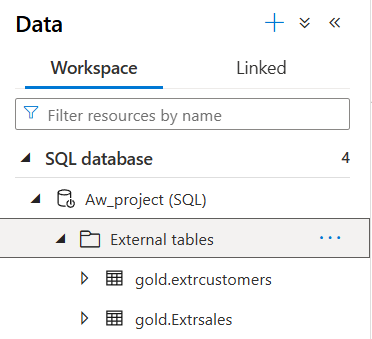 Data
Workspace Linked
Filter resources by name
SQL database 4
Aw_project (SQL)
External tables ...
gold.extrcustomers
gold.Extrsales